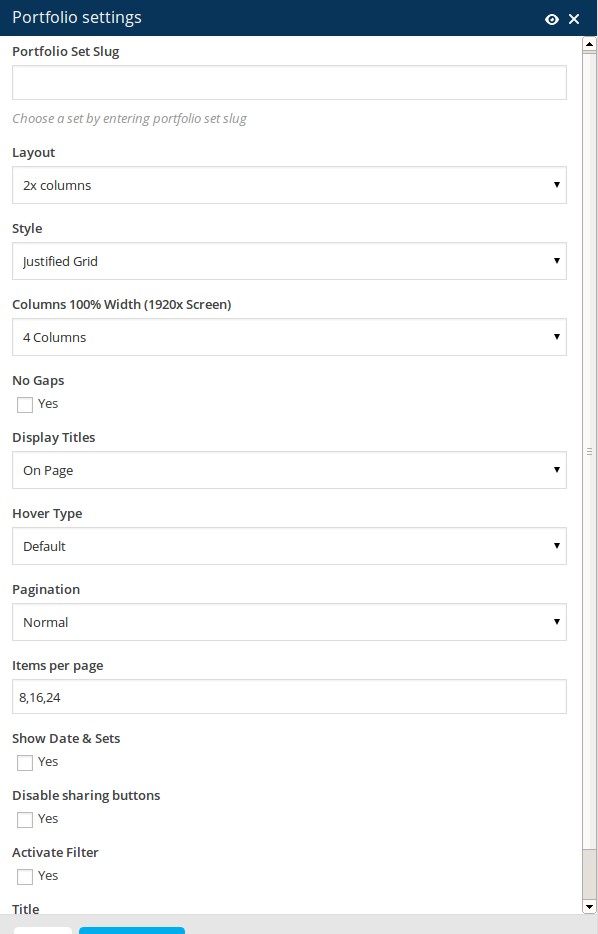 Portfolio settings
Portfolio Set Slug
Choose a set by entering portfolio set slug
Layout
2x columns
Style
Justified Grid
Columns 100% Width (1920x Screen)
4 Columns
No Gaps
Yes
Display Titles
On Page
Hover Type
Default
Pagination
Normal
Items per page
8,16,24
Show Date & Sets
Yes
Disable sharing buttons
Yes
Activate Filter
Yes
Title